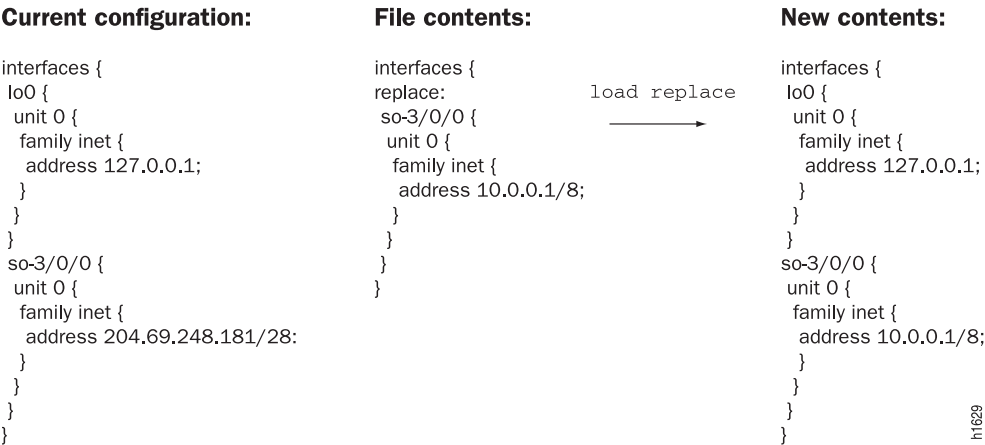 Current configuration:
interfaces {
lo0 {
unit 0 {
family inet {
address 127.0.0.1;
}
}
}
so-3/0/0 {
unit 0 {
family inet {
address 204.69.248.181/28:
}
}
}
}
File contents:
interfaces {
replace:
so-3/0/0 {
unit 0 {
family inet {
address 10.0.0.1/8;
}
}
}
}
load replace
New contents:
interfaces {
lo0 {
unit 0 {
family inet {
address 127.0.0.1;
}
}
}
so-3/0/0 {
unit 0 {
family inet {
address 10.0.0.1/8;
}
}
}
}
h1629